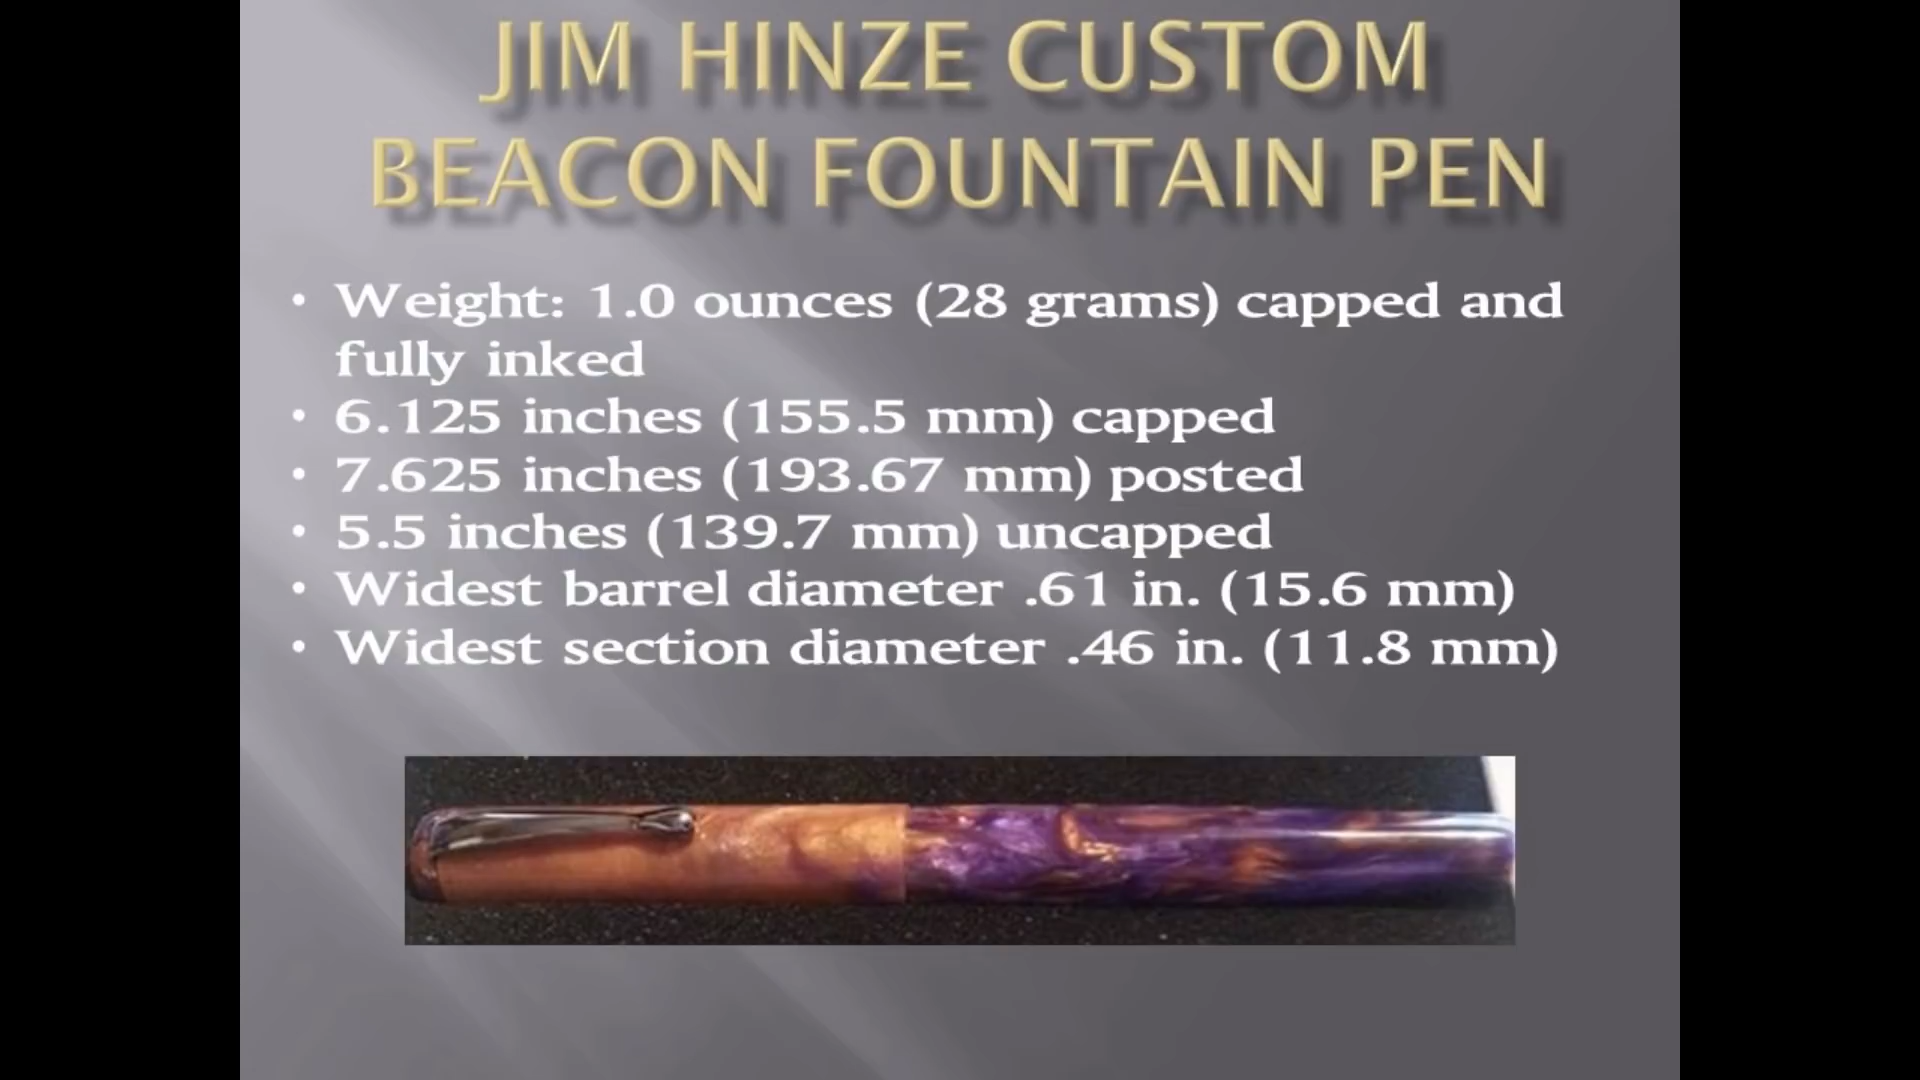 JIM HINZE CUSTOM
BEACON FOUNTAIN PEN
• Weight: 1.0 ounces (28 grams) capped and
fully inked
• 6.125 inches (155.5 mm) capped
• 7.625 inches (193.67 mm) posted
• 5.5 inches (139.7 mm) uncapped
• Widest barrel diameter .61 in. (15.6 mm)
• Widest section diameter .46 in. (11.8 mm)